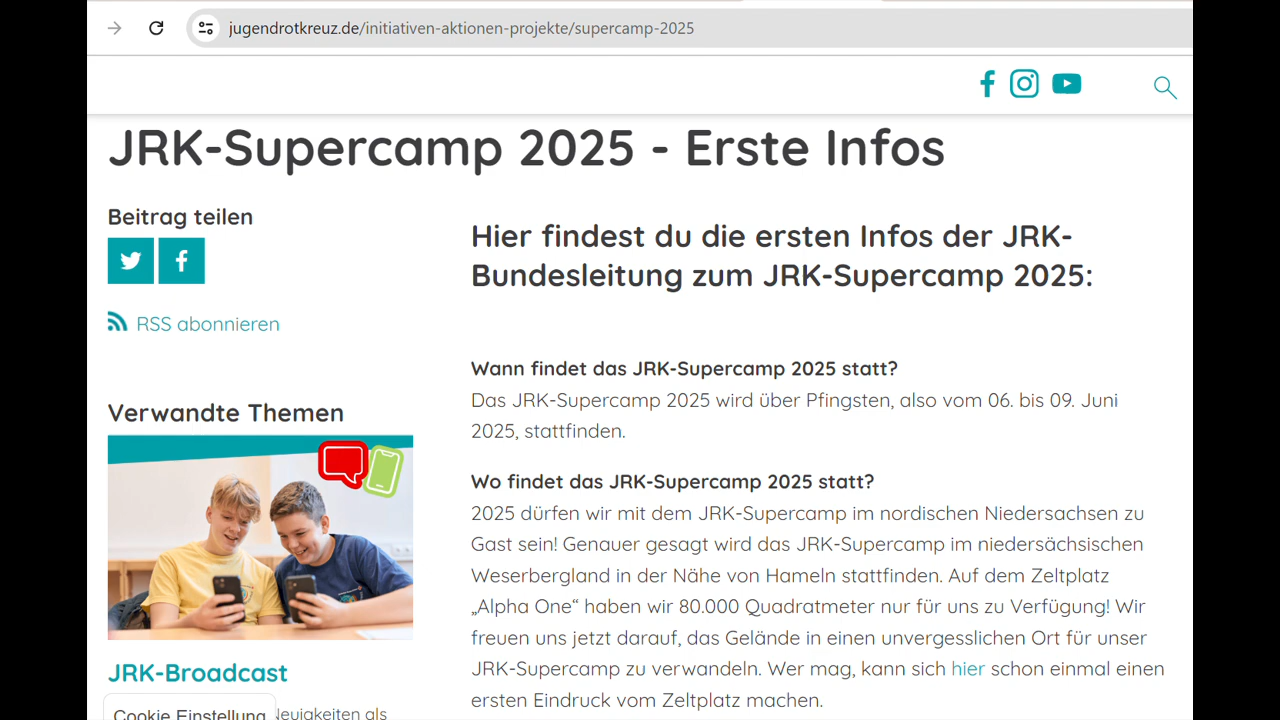 jugendrotkreuz.de/initiativen-aktionen-projekte/supercamp-2025
JRK-Supercamp 2025 - Erste Infos
Beitrag teilen
RSS abonnieren
Verwandte Themen
JRK-Broadcast
Cookie Einstellung
Neuigkeiten als
Hier findest du die ersten Infos der JRK-
Bundesleitung zum JRK-Supercamp 2025:
Wann findet das JRK-Supercamp 2025 statt?
Das JRK-Supercamp 2025 wird über Pfingsten, also vom 06. bis 09. Juni
2025, stattfinden.
Wo findet das JRK-Supercamp 2025 statt?
2025 dürfen wir mit dem JRK-Supercamp im nordischen Niedersachsen zu
Gast sein! Genauer gesagt wird das JRK-Supercamp im niedersächsischen
Weserbergland in der Nähe von Hameln stattfinden. Auf dem Zeltplatz
„Alpha One“ haben wir 80.000 Quadratmeter nur für uns zu Verfügung! Wir
freuen uns jetzt darauf, das Gelände in einen unvergesslichen Ort für unser
JRK-Supercamp zu verwandeln. Wer mag, kann sich hier schon einmal einen
ersten Eindruck vom Zeltplatz machen.